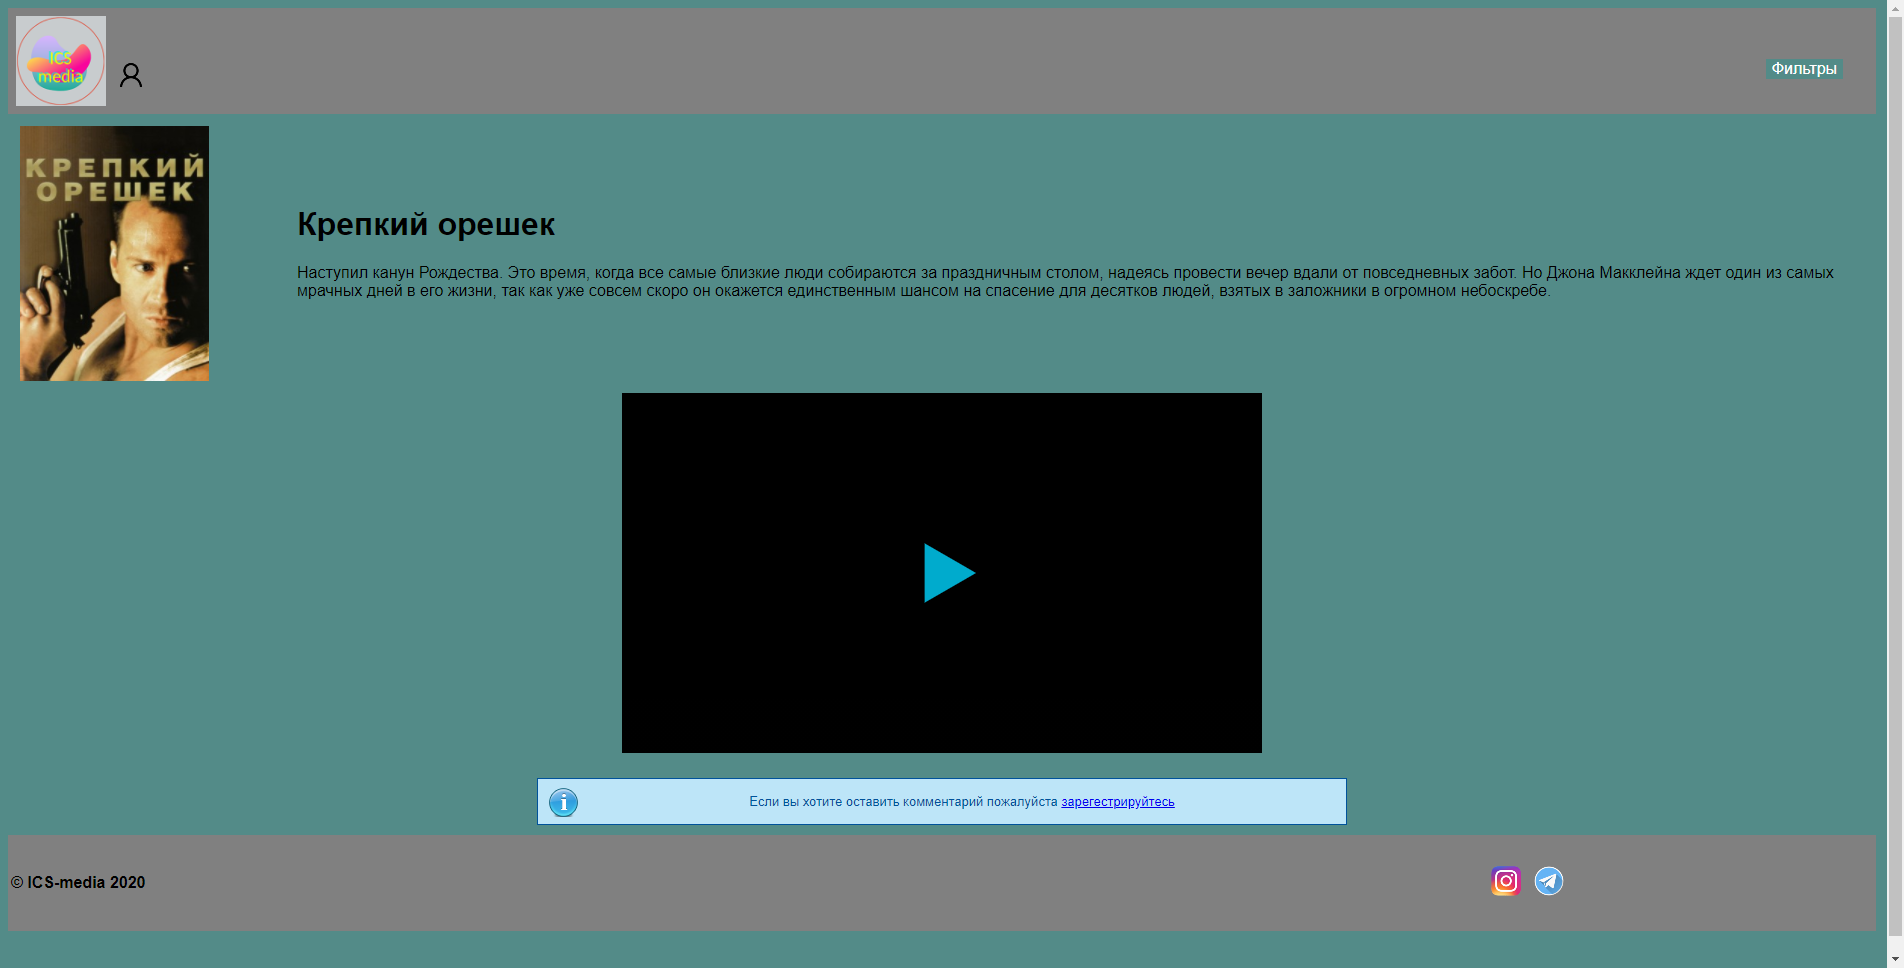 ICS
media
Фильтры
КРЕПКИЙ
ОРЕШЕК
Крепкий орешек
Наступил канун Рождества. Это время, когда все самые близкие люди собираются за праздничным столом, надеясь провести вечер вдали от повседневных забот. Но Джона Макклейна ждет один из самых
мрачных дней в его жизни, так как уже совсем скоро он окажется единственным шансом на спасение для десятков людей, взятых в заложники в огромном небоскребе.
Если вы хотите оставить комментарий пожалуйста зарегестрируйтесь
© ICS-media 2020